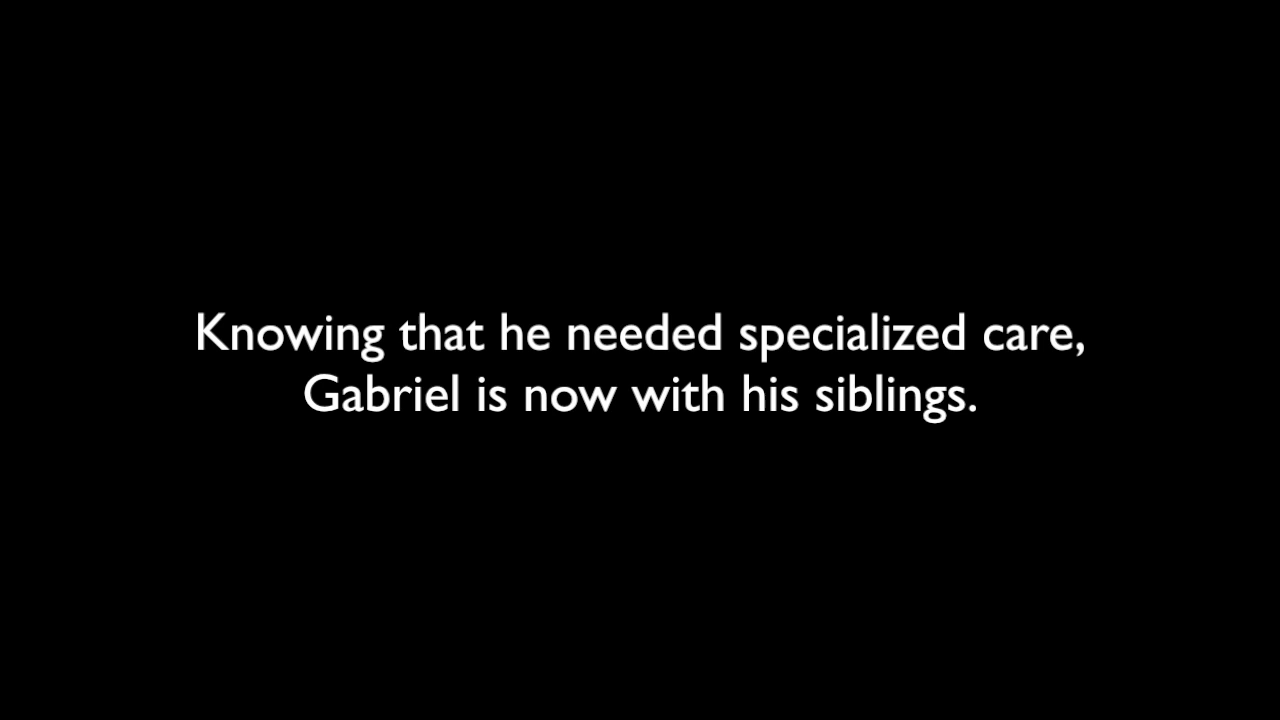 Knowing that he needed specialized care,
Gabriel is now with his siblings.